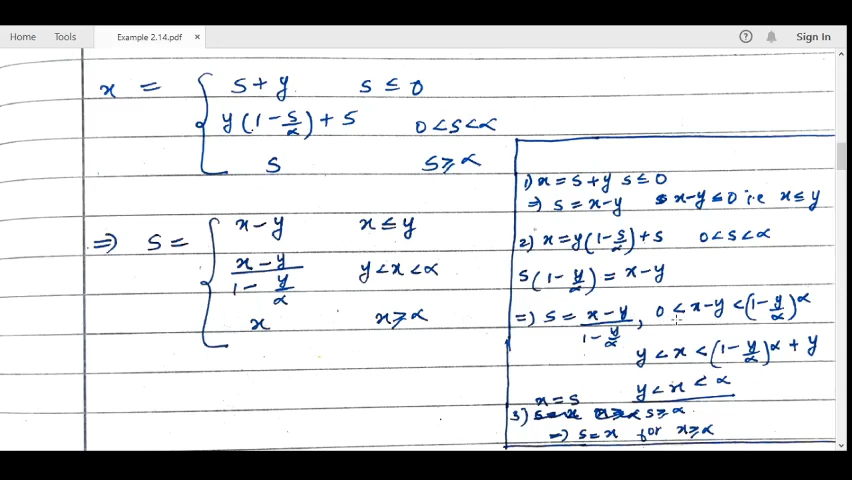 Home Tools Example 2.14.pdf × Sign In
x = { s + y s ≤ 0
y(1 - s/α) + s 0 < s < α
s s ≥ α
⇒ s = { x - y x ≤ y
(x - y)/(1 - y/α) y < x < α
x x ≥ α
1) x = s + y s ≤ 0
⇒ s = x - y x - y ≤ 0 i.e x ≤ y
2) x = y(1 - s/α) + s 0 < s < α
s(1 - y/α) = x - y
⇒ s = (x - y)/(1 - y/α), 0 < x - y < (1 - y/α)α
y < x < (1 - y/α)α + y
y < x < α
x = s
3) s ≥ α
⇒ s = x for x ≥ α